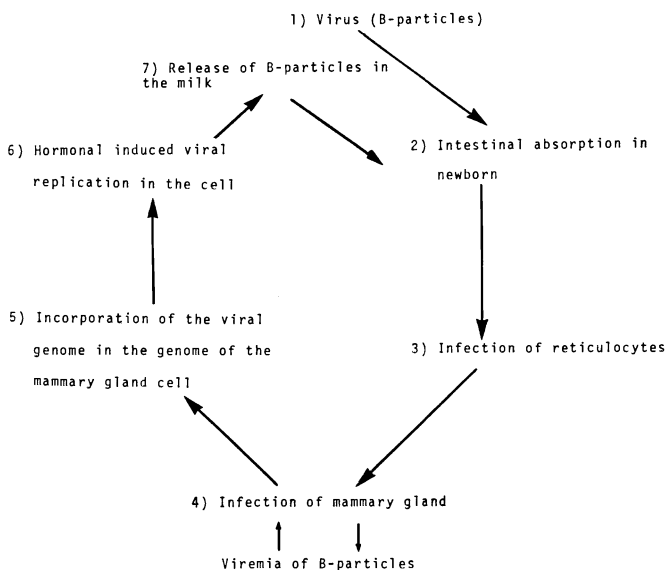 1) Virus (B-particles)
7) Release of B-particles in
the milk
2) Intestinal absorption in
newborn
6) Hormonal induced viral
replication in the cell
5) Incorporation of the viral
genome in the genome of the
mammary gland cell
3) Infection of reticulocytes
4) Infection of mammary gland
Viremia of B-particles